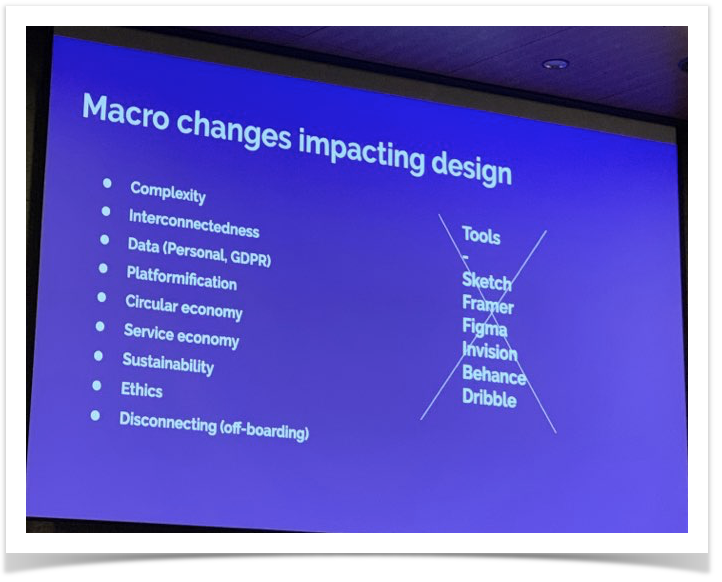 Macro changes impacting design
Complexity
Interconnectedness
Data (Personal, GDPR)
Platformification
Circular economy
Service economy
Sustainability
Ethics
Disconnecting (off-boarding)
Tools
-
Sketch
Framer
Figma
Invision
Behance
Dribble